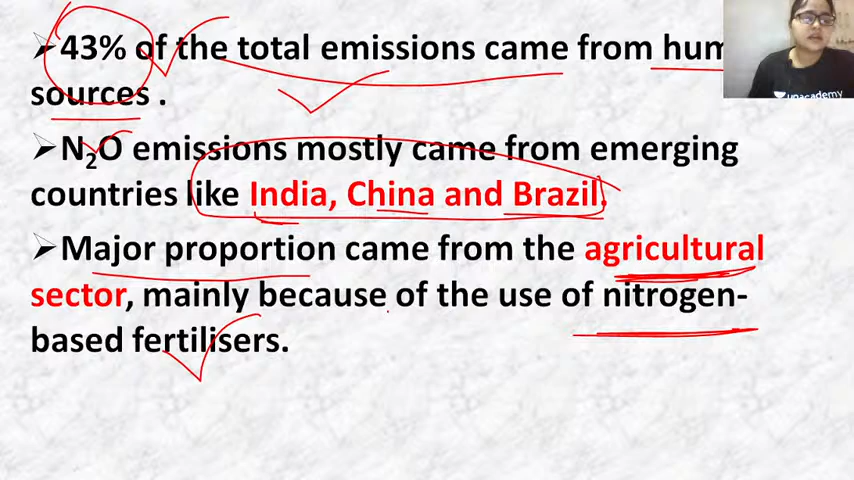 ➢43% of the total emissions came from hum
sources .
➢N₂O emissions mostly came from emerging
countries like India, China and Brazil.
➢Major proportion came from the agricultural
sector, mainly because of the use of nitrogen-
based fertilisers.
unacademy